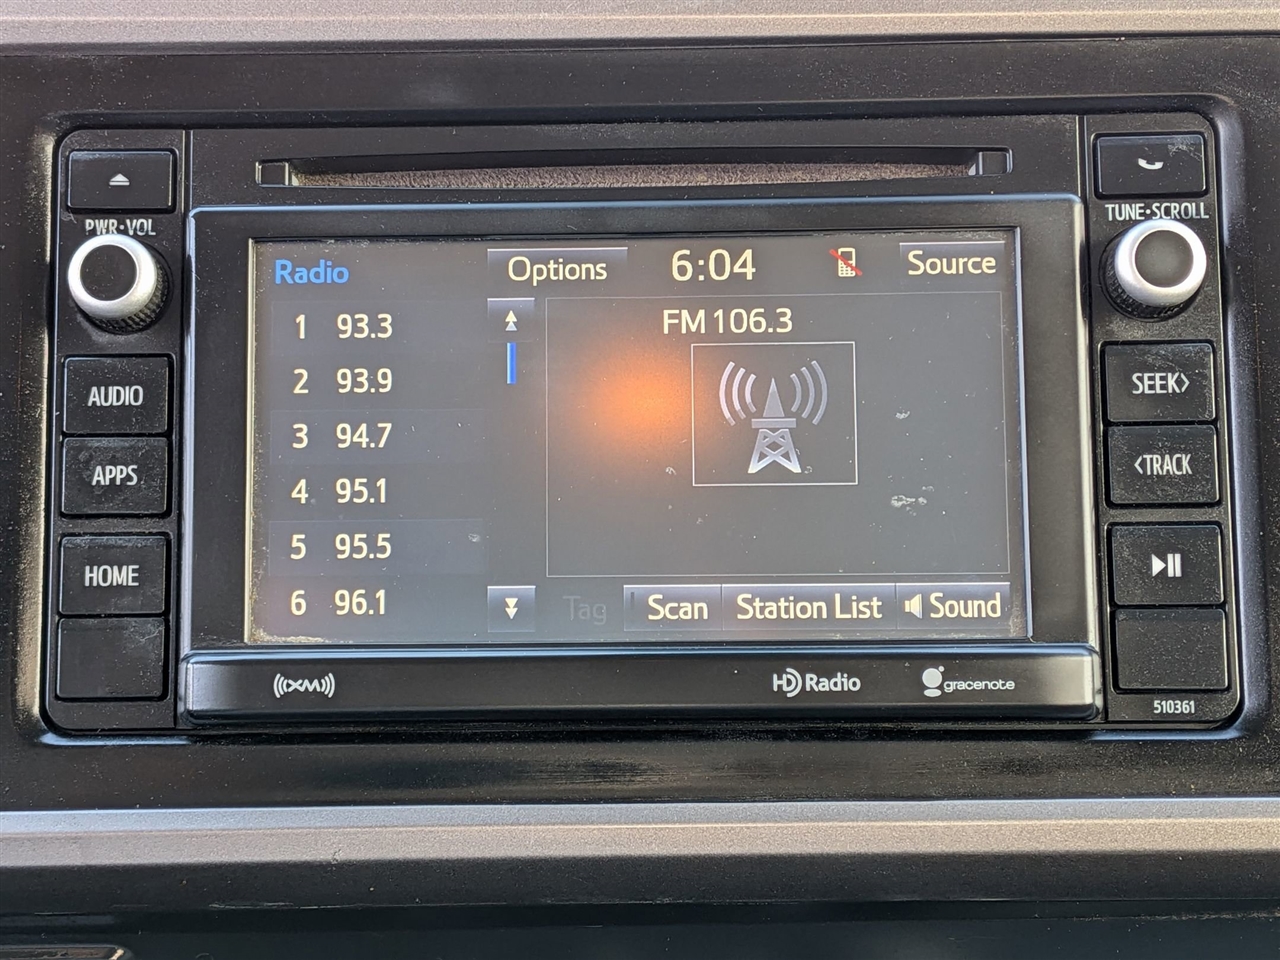 PWR•VOL
AUDIO
APPS
HOME
Radio
1 93.3
2 93.9
3 94.7
4 95.1
5 95.5
6 96.1
Options 6:04 Source
FM 106.3
Tag Scan Station List Sound
((XM)) HD Radio gracenote
TUNE•SCROLL
SEEK>
<TRACK
510361